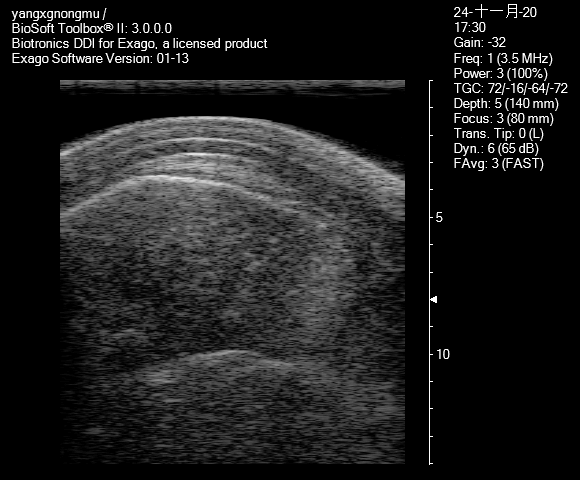 yangxgnongmu /
BioSoft Toolbox® II: 3.0.0.0
Biotronics DDI for Exago, a licensed product
Exago Software Version: 01-13
24-十一月-20
17:30
Gain: -32
Freq: 1 (3.5 MHz)
Power: 3 (100%)
TGC: 72/-16/-64/-72
Depth: 5 (140 mm)
Focus: 3 (80 mm)
Trans. Tip: 0 (L)
Dyn.: 6 (65 dB)
FAvg: 3 (FAST)
5
10